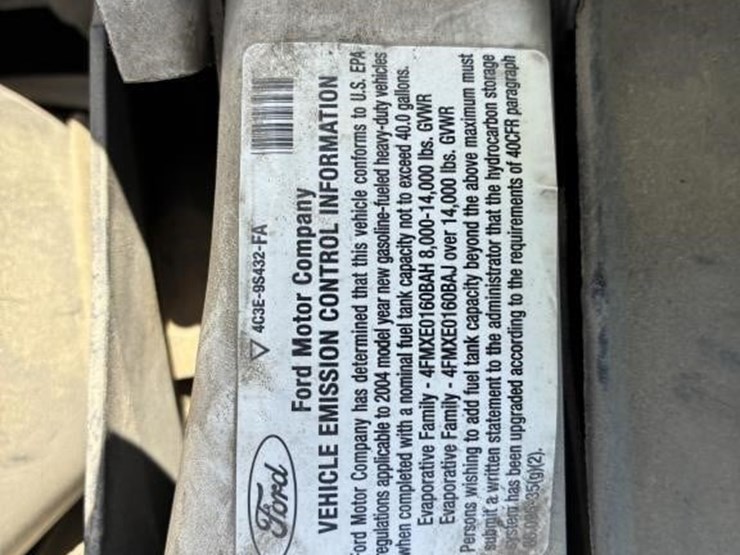 Ford
4C3E-9S432-FA
Ford Motor Company
VEHICLE EMISSION CONTROL INFORMATION
Ford Motor Company has determined that this vehicle conforms to U.S. EPA
regulations applicable to 2004 model year new gasoline-fueled heavy-duty vehicles
when completed with a nominal fuel tank capacity not to exceed 40.0 gallons.
Evaporative Family - 4FMXE0160BAH 8,000-14,000 lbs. GVWR
Evaporative Family - 4FMXE0160BAJ over 14,000 lbs. GVWR
Persons wishing to add fuel tank capacity beyond the above maximum must
submit a written statement to the administrator that the hydrocarbon storage
system has been upgraded according to the requirements of 40CFR paragraph